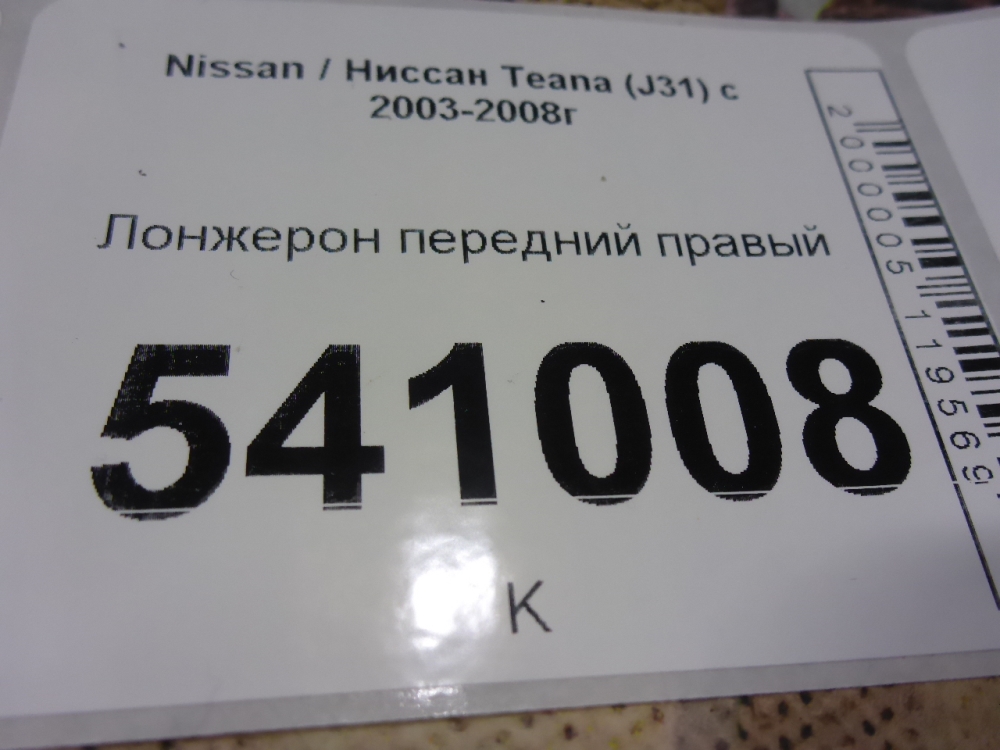 Nissan / Ниссан Teana (J31) с
2003-2008г
Лонжерон передний правый
541008
К
2000005119569